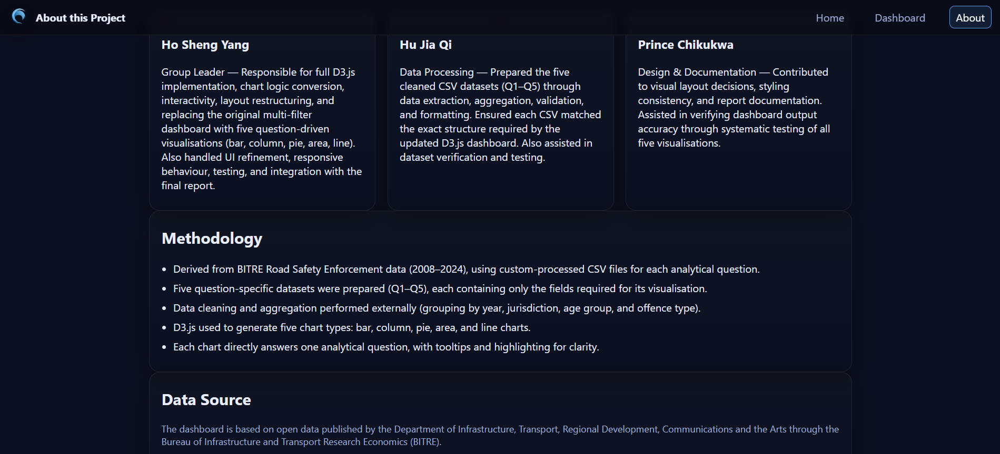 About this Project
Home
Dashboard
About
Ho Sheng Yang
Group Leader — Responsible for full D3.js
implementation, chart logic conversion,
interactivity, layout restructuring, and
replacing the original multi-filter
dashboard with five question-driven
visualisations (bar, column, pie, area, line).
Also handled UI refinement, responsive
behaviour, testing, and integration with the
final report.
Hu Jia Qi
Data Processing — Prepared the five
cleaned CSV datasets (Q1–Q5) through
data extraction, aggregation, validation,
and formatting. Ensured each CSV matched
the exact structure required by the
updated D3.js dashboard. Also assisted in
dataset verification and testing.
Prince Chikukwa
Design & Documentation — Contributed
to visual layout decisions, styling
consistency, and report documentation.
Assisted in verifying dashboard output
accuracy through systematic testing of all
five visualisations.
Methodology
• Derived from BITRE Road Safety Enforcement data (2008–2024), using custom-processed CSV files for each analytical question.
• Five question-specific datasets were prepared (Q1–Q5), each containing only the fields required for its visualisation.
• Data cleaning and aggregation performed externally (grouping by year, jurisdiction, age group, and offence type).
• D3.js used to generate five chart types: bar, column, pie, area, and line charts.
• Each chart directly answers one analytical question, with tooltips and highlighting for clarity.
Data Source
The dashboard is based on open data published by the Department of Infrastructure, Transport, Regional Development, Communications and the Arts through the
Bureau of Infrastructure and Transport Research Economics (BITRE).